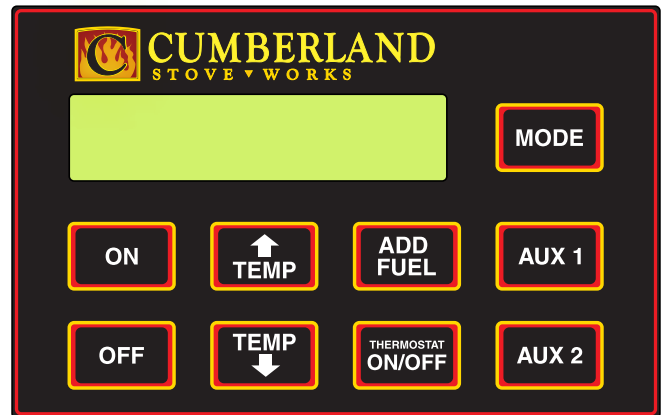 C CUMBERLAND
STOVE ▾ WORKS
MODE
ON
TEMP
ADD
FUEL
AUX 1
OFF
TEMP
THERMOSTAT
ON/OFF
AUX 2